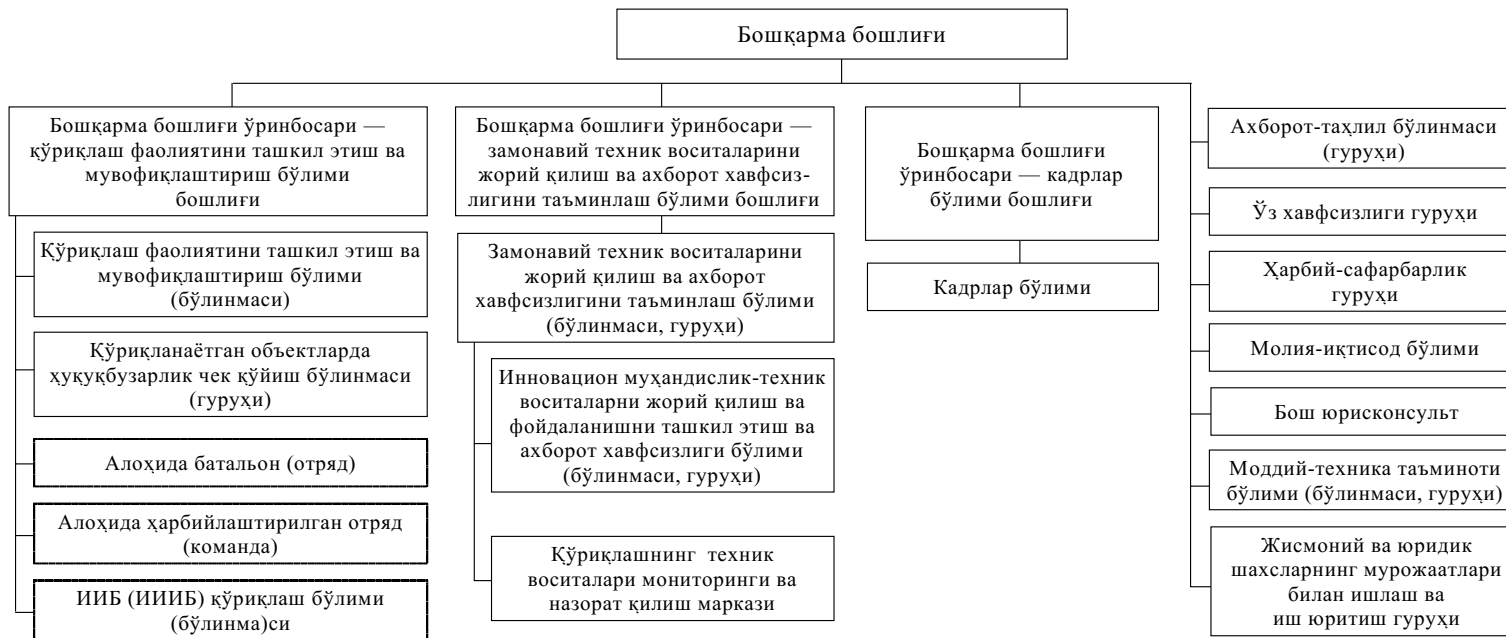 Бошқарма бошлиғи
Бошқарма бошлиғи ўринбосари —
қўриқлаш фаолиятини ташкил этиш ва
мувофиқлаштириш бўлими
бошлиғи
Қўриқлаш фаолиятини ташкил этиш ва
мувофиқлаштириш бўлими
(бўлинмаси)
Қўриқланаётган объектларда
ҳуқуқбузарлик чек қўйиш бўлинмаси
(гуруҳи)
Алоҳида батальон (отряд)
Алоҳида ҳарбийлаштирилган отряд
(команда)
ИИБ (ИИИБ) қўриқлаш бўлими
(бўлинма)си
Бошқарма бошлиғи ўринбосари —
замонавий техник воситаларини
жорий қилиш ва ахборот хавфсиз-
лигини таъминлаш бўлими бошлиғи
Замонавий техник воситаларини
жорий қилиш ва ахборот
хавфсизлигини таъминлаш бўлими
(бўлинмаси, гуруҳи)
Инновацион муҳандислик-техник
воситаларни жорий қилиш ва
фойдаланишни ташкил этиш ва
ахборот хавфсизлиги бўлими
(бўлинмаси, гуруҳи)
Қўриқлашнинг техник
воситалари мониторинги ва
назорат қилиш маркази
Бошқарма бошлиғи
ўринбосари — кадрлар
бўлими бошлиғи
Кадрлар бўлими
Ахборот-таҳлил бўлинмаси
(гуруҳи)
Ўз хавфсизлиги гуруҳи
Ҳарбий-сафарбарлик
гуруҳи
Молия-иқтисод бўлими
Бош юрисконсульт
Моддий-техника таъминоти
бўлими (бўлинмаси, гуруҳи)
Жисмоний ва юридик
шахсларнинг мурожаатлари
билан ишлаш ва
иш юритиш гуруҳи